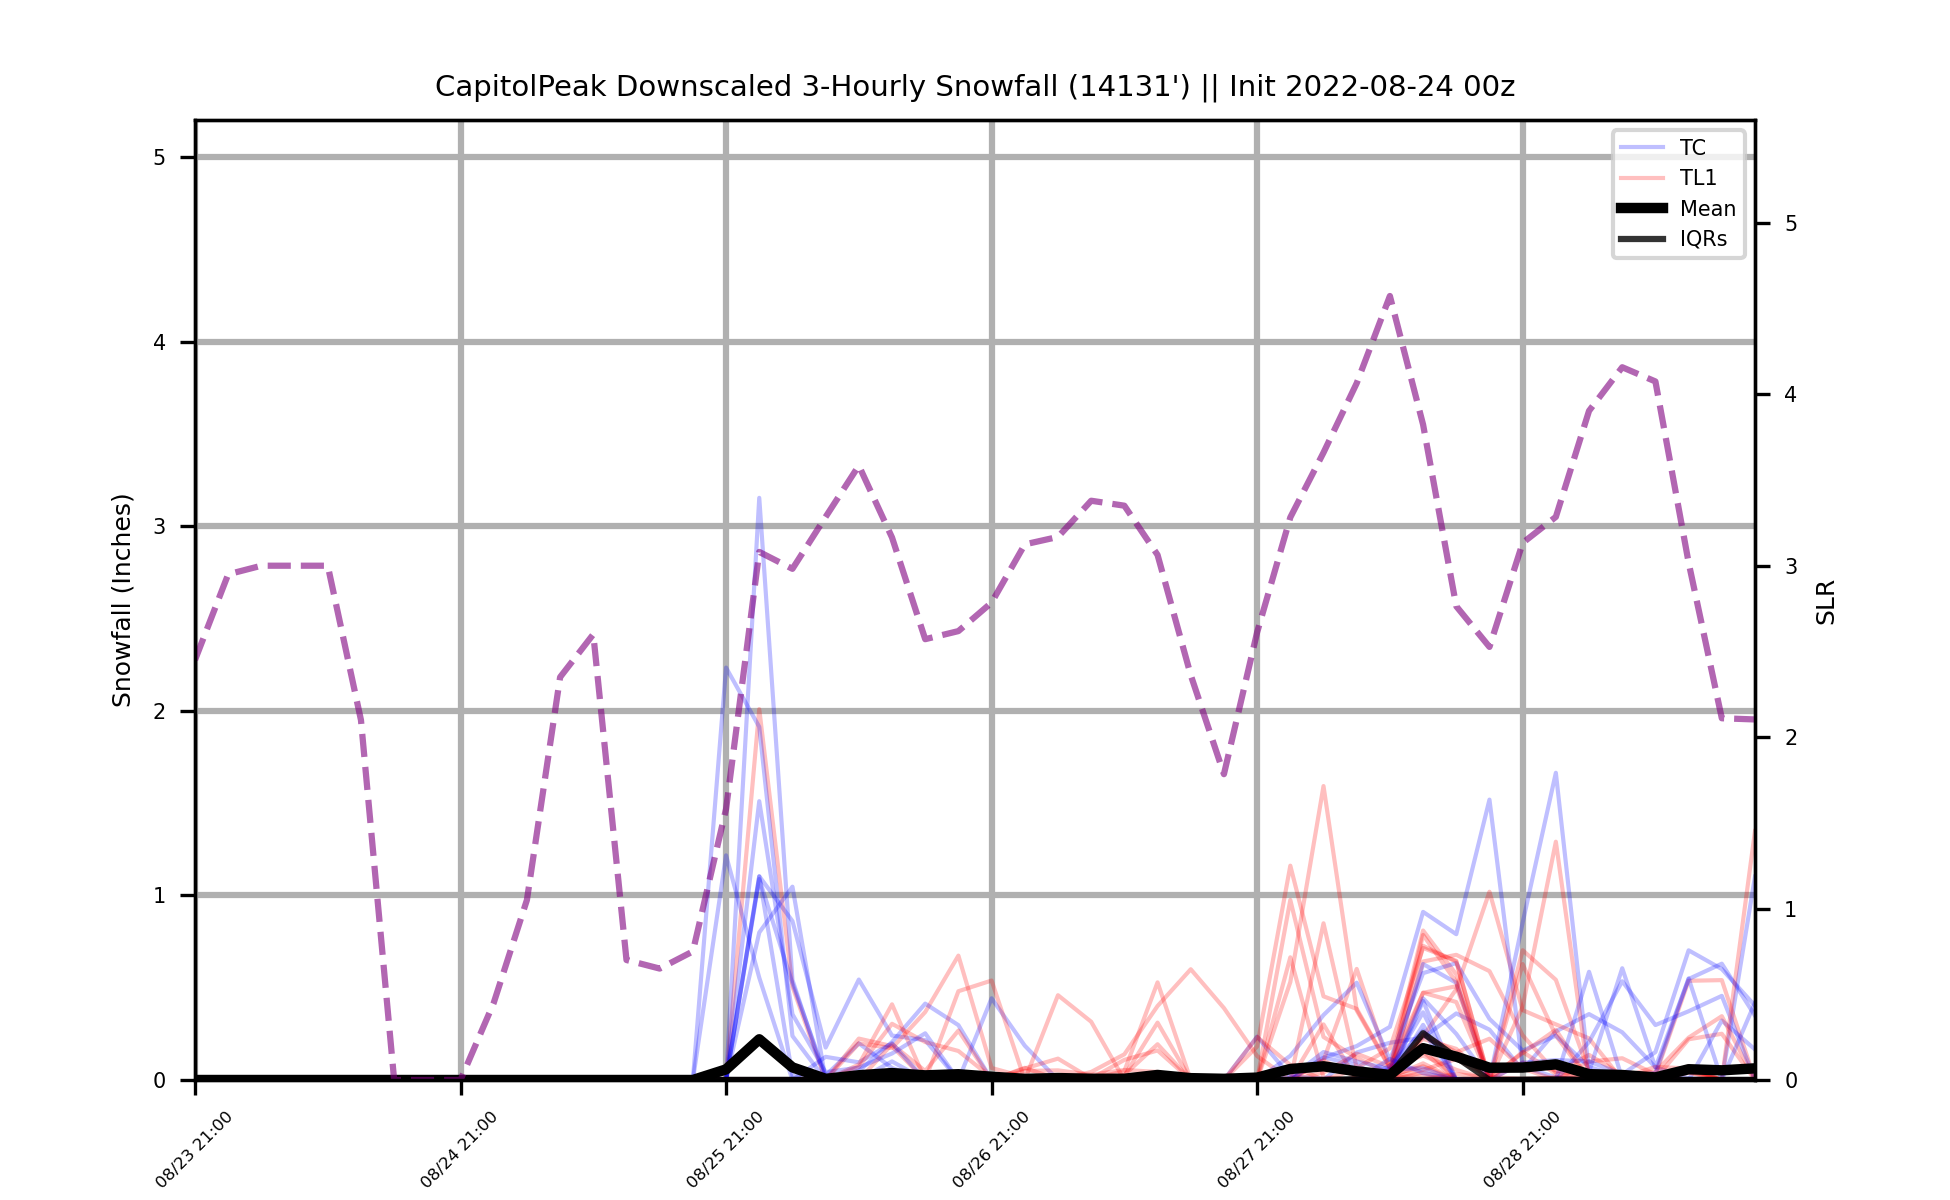 CapitolPeak Downscaled 3-Hourly Snowfall (14131') || Init 2022-08-24 00z
TC
TL1
Mean
IQRs
5
4
3
2
1
0
Snowfall (Inches)
5
4
3
2
1
0
SLR
08/23 21:00
08/24 21:00
08/25 21:00
08/26 21:00
08/27 21:00
08/28 21:00